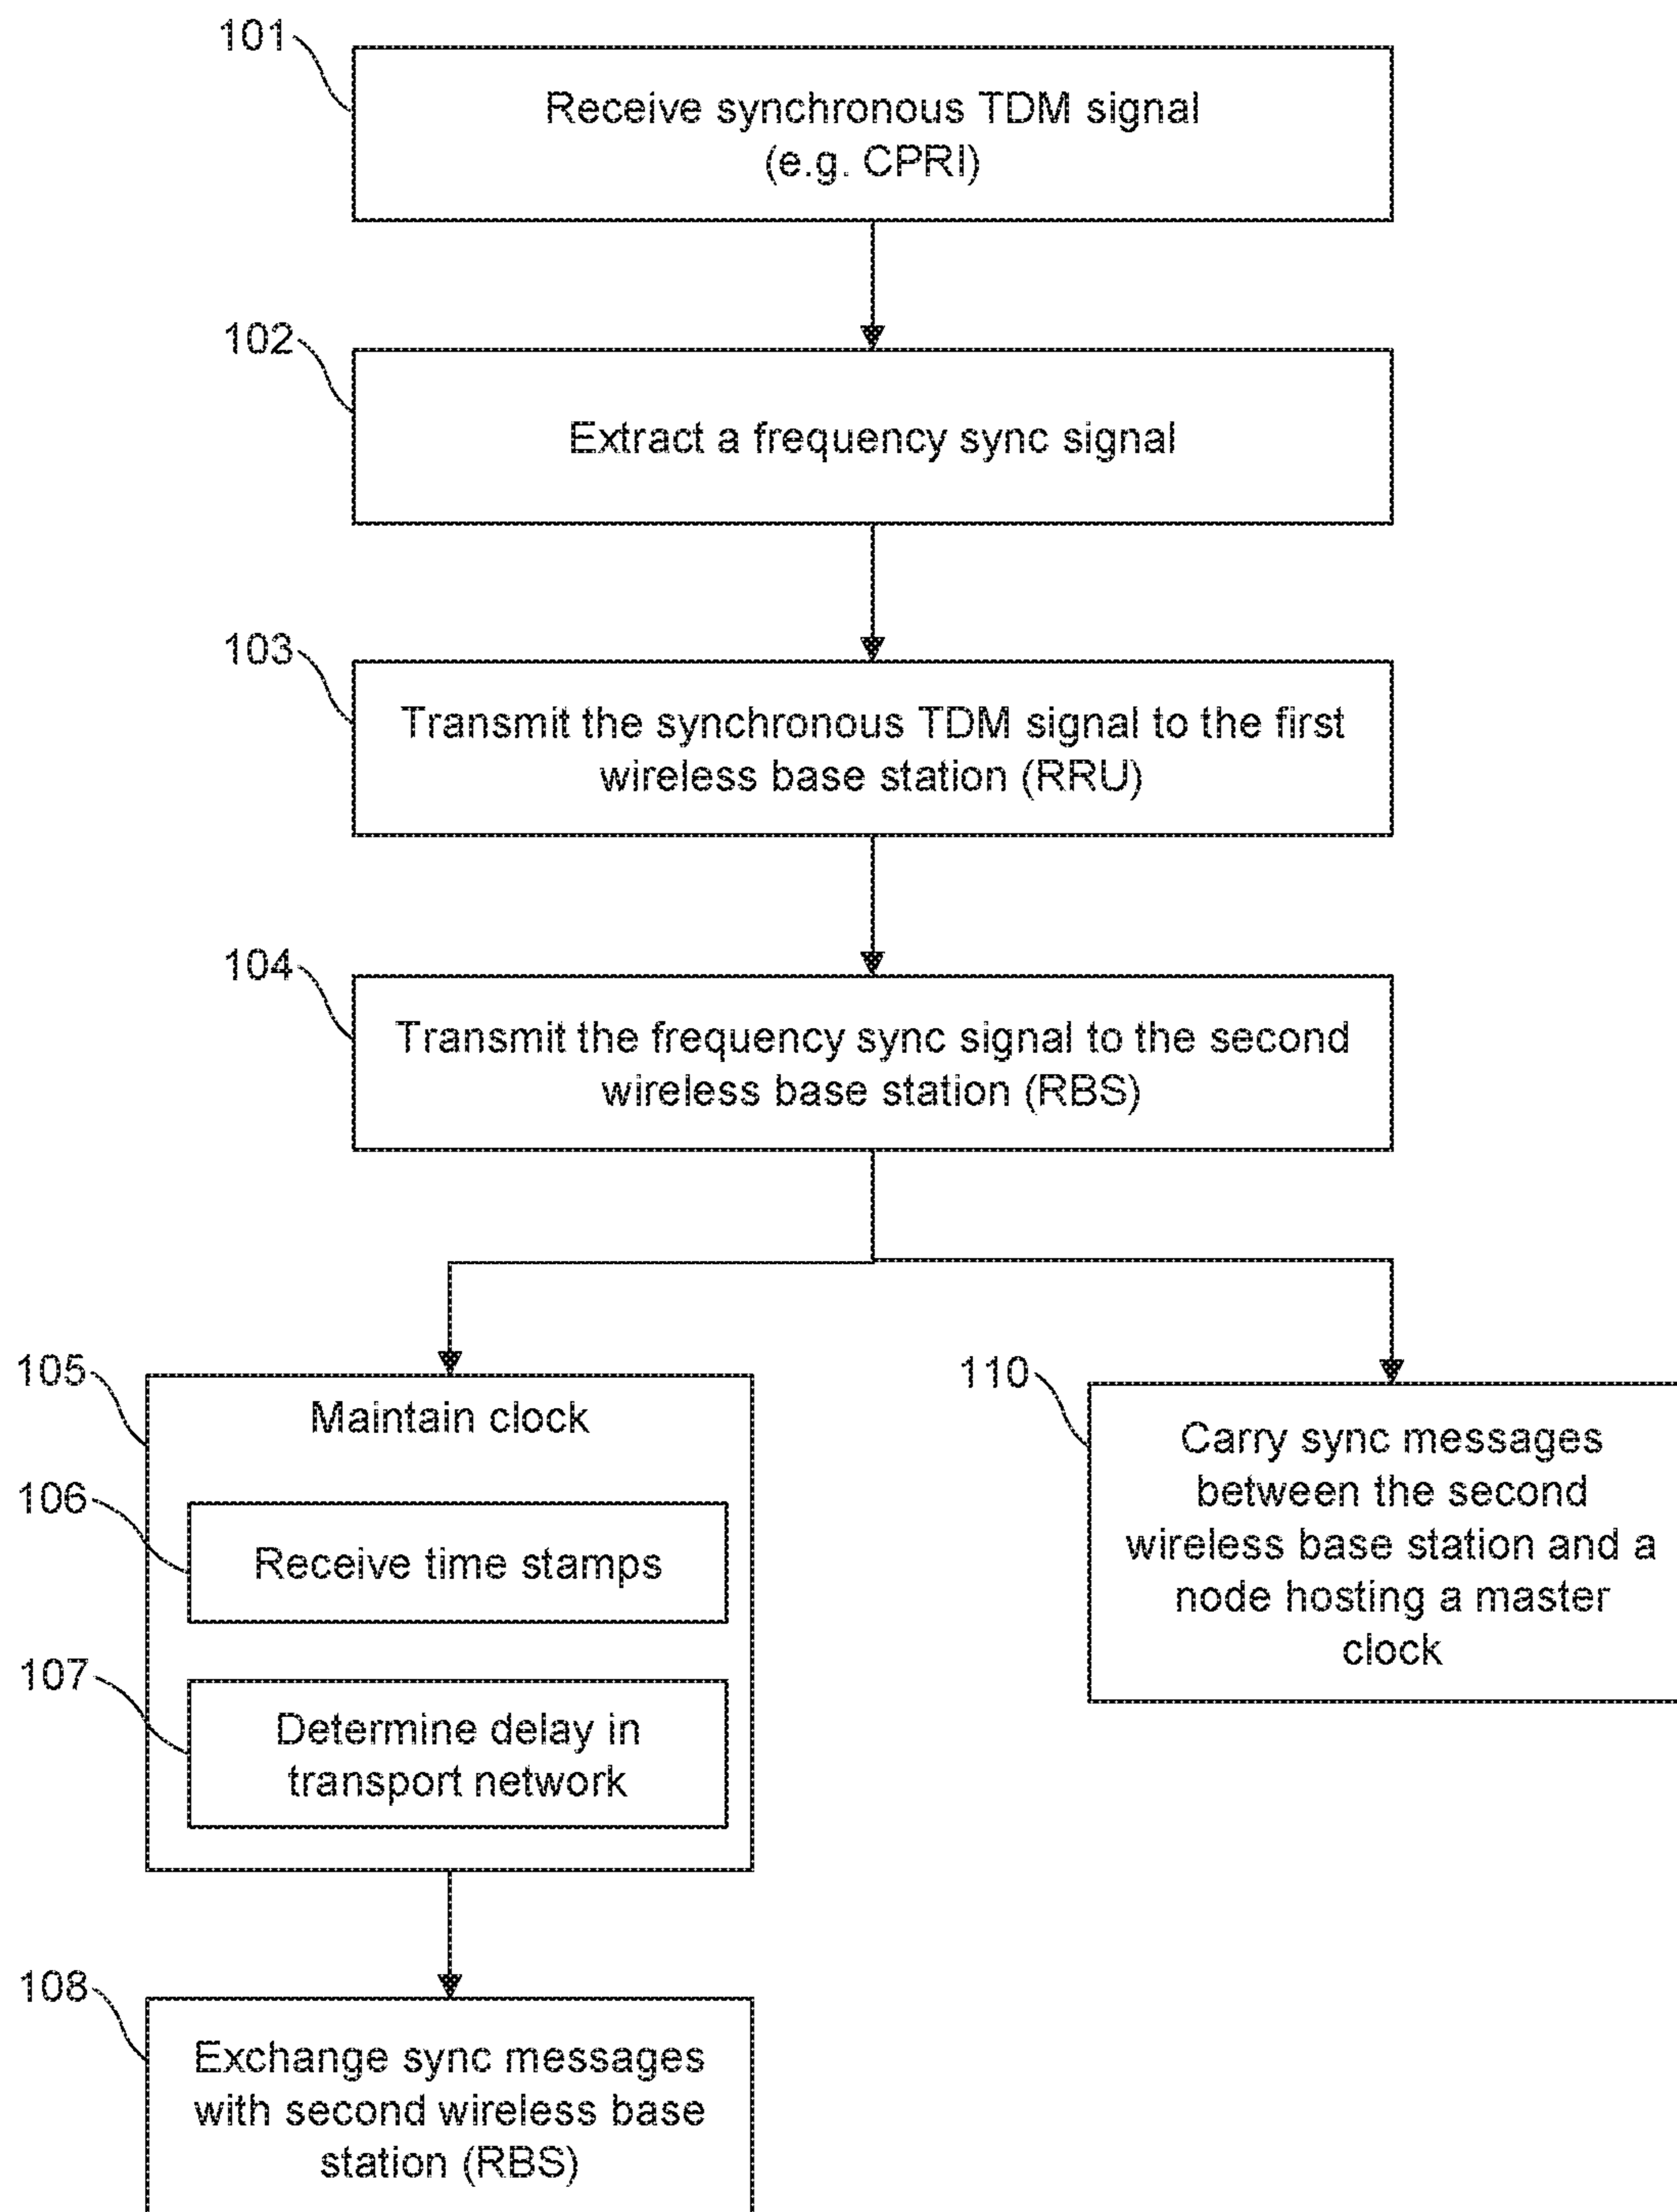 101
Receive synchronous TDM signal
(e.g. CPRI)
102
Extract a frequency sync signal
103
Transmit the synchronous TDM signal to the first
wireless base station (RRU)
104
Transmit the frequency sync signal to the second
wireless base station (RBS)
105
Maintain clock
106
Receive time stamps
107
Determine delay in
transport network
108
Exchange sync messages
with second wireless base
station (RBS)
110
Carry sync messages
between the second
wireless base station and a
node hosting a master
clock